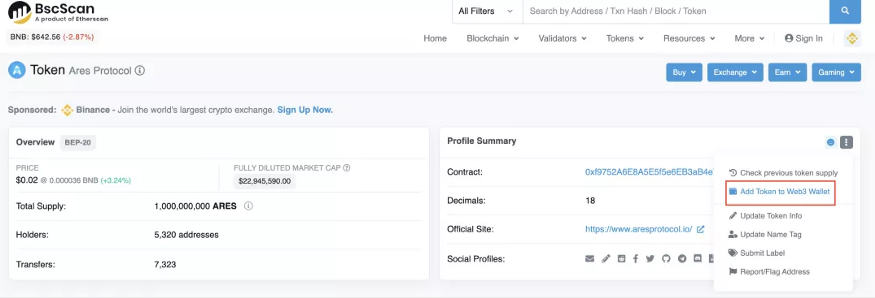 BscScan
A product of Etherscan
All Filters
Search by Address / Txn Hash / Block / Token
BNB: $642.56 (-2.87%)
Home Blockchain Validators Tokens Resources More Sign In
Token Ares Protocol
Buy Exchange Earn Gaming
Sponsored: Binance - Join the world's largest crypto exchange. Sign Up Now.
Overview BEP-20
PRICE
$0.02 @ 0.000036 BNB (+3.24%)
FULLY DILUTED MARKET CAP
$22,945,590.00
Total Supply: 1,000,000,000 ARES
Holders: 5,320 addresses
Transfers: 7,323
Profile Summary
Contract: 0xf9752A6E8A5E5f5e6EB3aB4e
Decimals: 18
Official Site: https://www.aresprotocol.io/
Social Profiles:
Check previous token supply
Add Token to Web3 Wallet
Update Token Info
Update Name Tag
Submit Label
Report/Flag Address